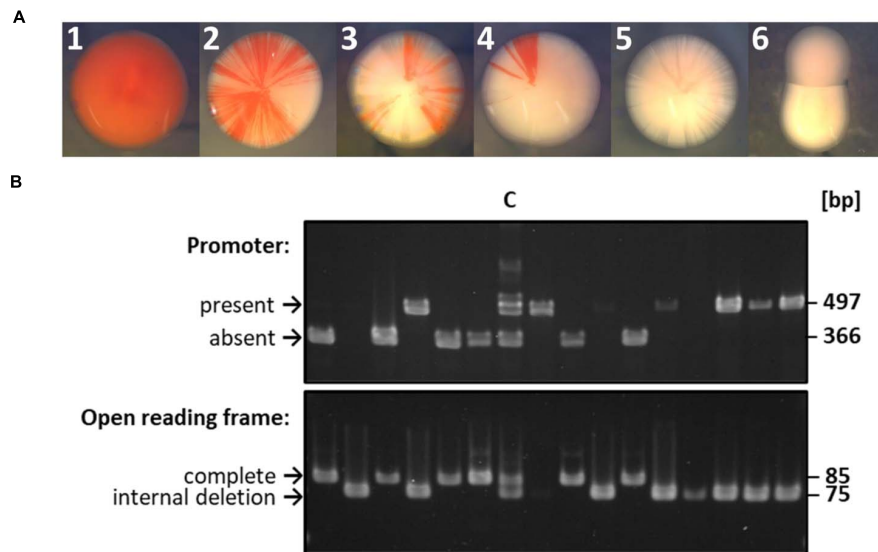 A
1 2 3 4 5 6
B
C [bp]
Promoter:
present → 497
absent → 366
Open reading frame:
complete → 85
internal deletion → 75